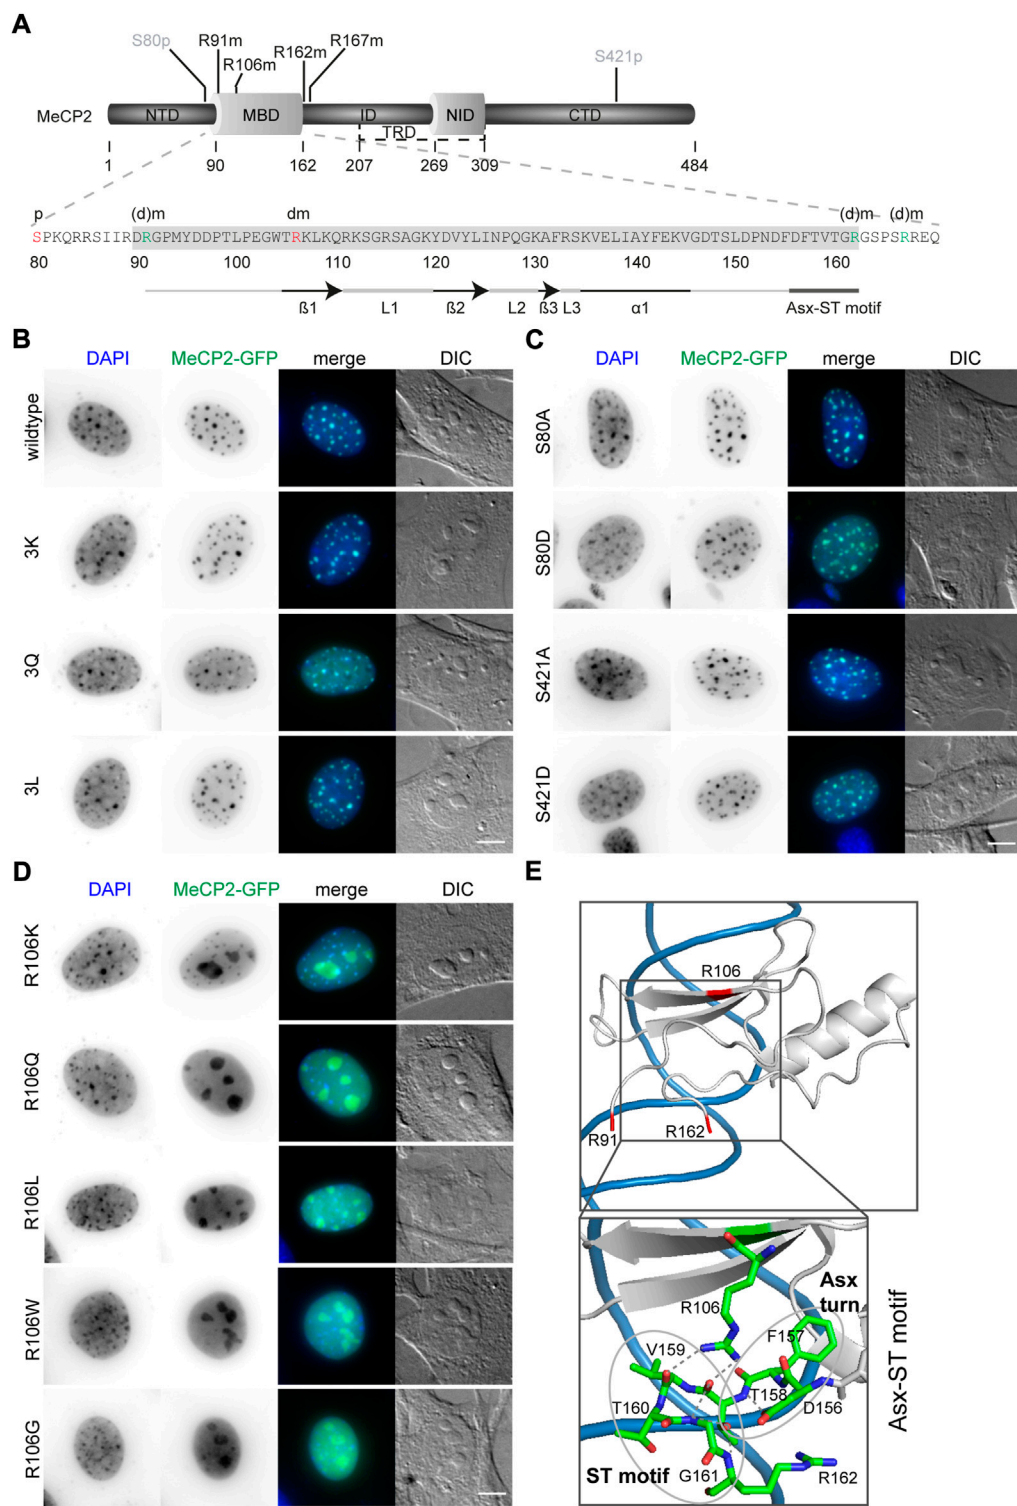 A
S80p
R91m
R106m
R162m
R167m
S421p
MeCP2
NTD
MBD
ID
TRD
NID
CTD
1
90
162
207
269
309
484
p
(d)m
dm
(d)m
(d)m
SPKQRRSIIRDRGPMYDDPTLPEGWTRKLKQRKSGRSAGKYDVYLINPQGKAFRSKVELIAYFEKVGDTSLDPNDFDFTVTGRGSPSRREQ
80 90 100 110 120 130 140 150 160
ß1
L1
ß2
L2
ß3
L3
α1
Asx-ST motif
B
DAPI MeCP2-GFP merge DIC
wildtype
3K
3Q
3L
C
DAPI MeCP2-GFP merge DIC
S80A
S80D
S421A
S421D
D
DAPI MeCP2-GFP merge DIC
R106K
R106Q
R106L
R106W
R106G
E
R106
R91
R162
R106
Asx
turn
F157
V159
T158
T160
D156
ST motif
G161
R162
Asx-ST motif